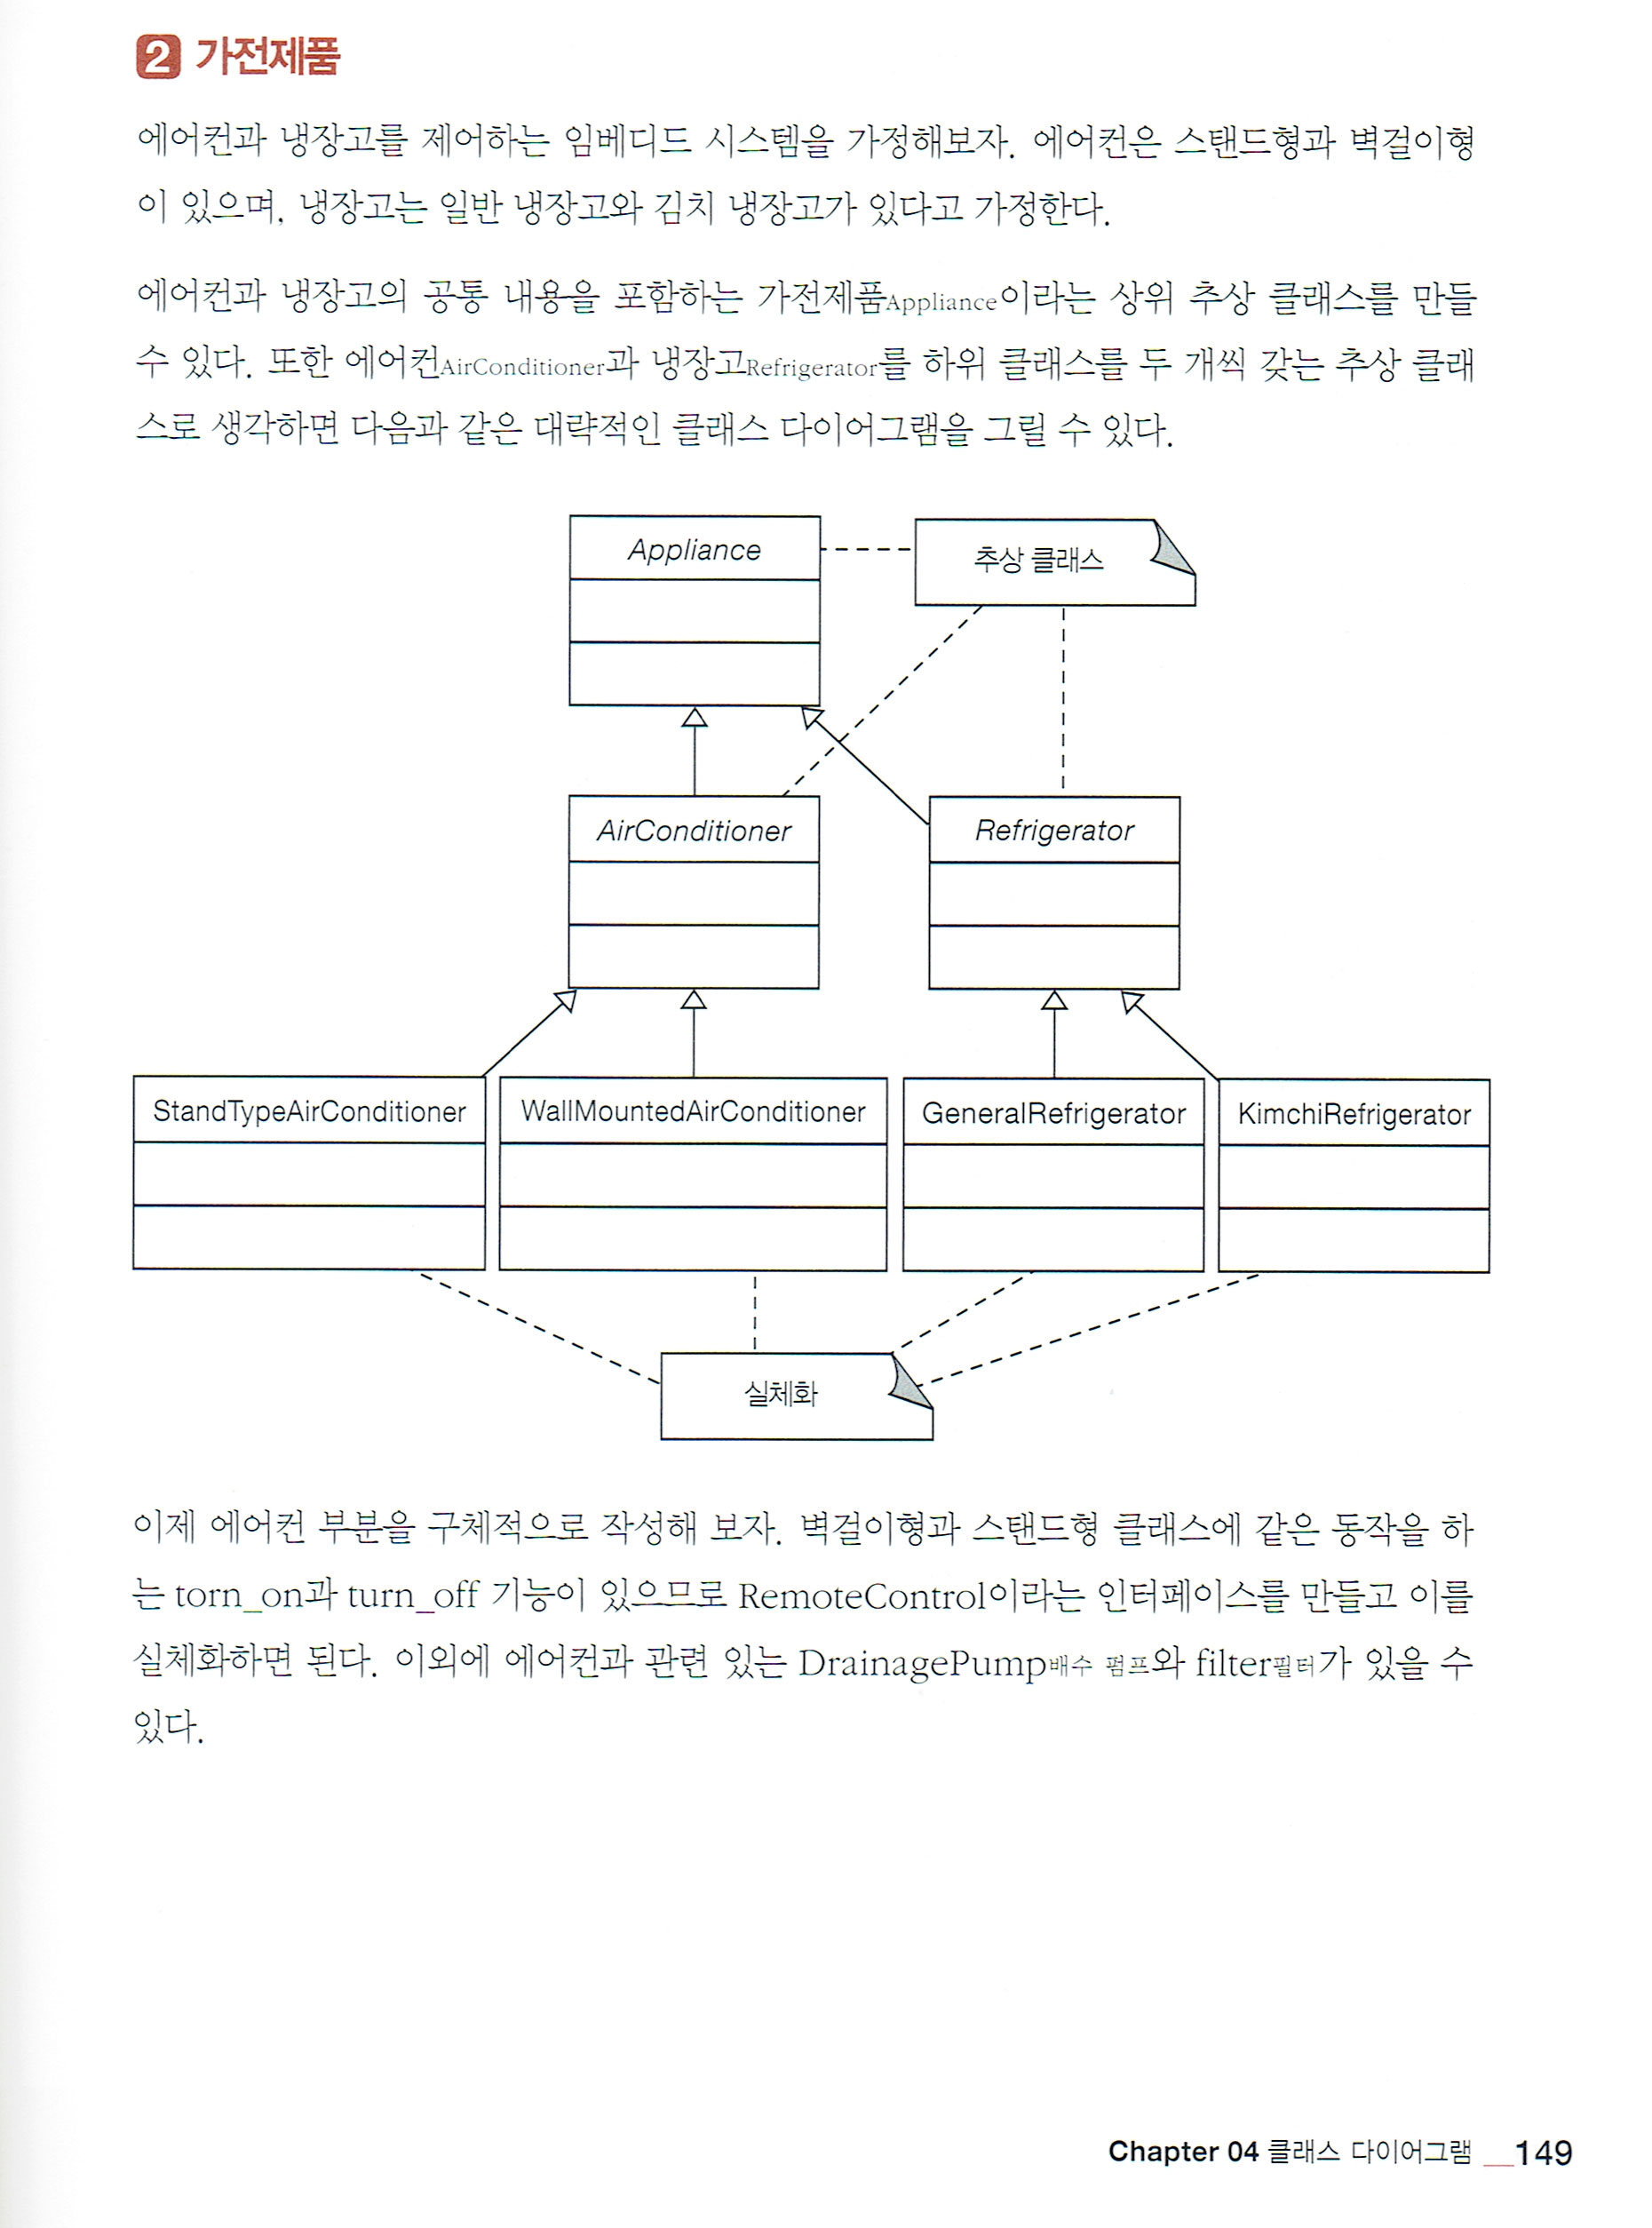 2 가전제품
에어컨과 냉장고를 제어하는 임베디드 시스템을 가정해보자. 에어컨은 스탠드형과 벽걸이형
이 있으며, 냉장고는 일반 냉장고와 김치 냉장고가 있다고 가정한다.
에어컨과 냉장고의 공통 내용을 포함하는 가전제품Appliance이라는 상위 추상 클래스를 만들
수 있다. 또한 에어컨AirConditioner과 냉장고Refrigerator를 하위 클래스를 두 개씩 갖는 추상 클래
스로 생각하면 다음과 같은 대략적인 클래스 다이어그램을 그릴 수 있다.
Appliance
추상 클래스
AirConditioner
Refrigerator
StandTypeAirConditioner
WallMountedAirConditioner
GeneralRefrigerator
KimchiRefrigerator
실체화
이제 에어컨 부분을 구체적으로 작성해 보자. 벽걸이형과 스탠드형 클래스에 같은 동작을 하
는 torn_on과 turn_off 기능이 있으므로 RemoteControl이라는 인터페이스를 만들고 이를
실체화하면 된다. 이외에 에어컨과 관련 있는 DrainagePump배수 펌프와 filter필터가 있을 수
있다.
Chapter 04 클래스 다이어그램 __149